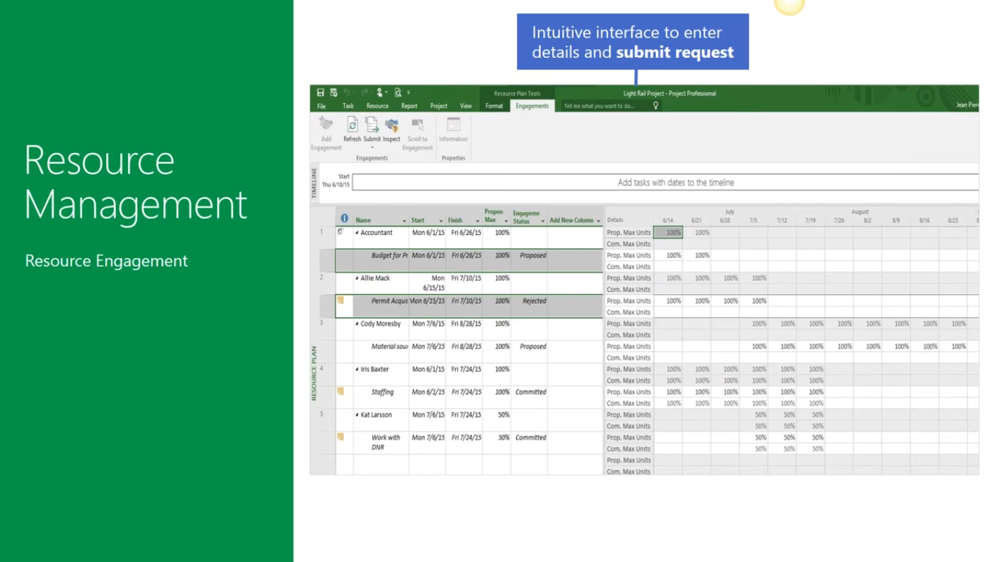 Resource
Management
Resource Engagement
Intuitive interface to enter
details and submit request
Resource Plan Tools
Light Rail Project - Project Professional
File Task Resource Report Project View Format Engagements Tell me what you want to do...
Jean Pierr
Add Engagement
Refresh Submit Inspect
Scroll to Engagement
Information
Engagements Properties
TIMELINE
Start
Thu 6/18/15
Add tasks with dates to the timeline
RESOURCE PLAN
Name Start Finish Propos Max Engageme Status Add New Column Details
July August
6/14 6/21 6/28 7/5 7/12 7/19 7/26 8/2 8/9 8/16 8/23
1 Accountant Mon 6/1/15 Fri 6/26/15 100% Prop. Max Units 100% 100%
Com. Max Units
Budget for Pr Mon 6/1/15 Fri 6/26/15 100% Proposed Prop. Max Units 100% 100%
Com. Max Units
2 Allie Mack Mon 6/15/15 Fri 7/10/15 100% Prop. Max Units 100% 100% 100% 100%
Com. Max Units
Permit Acqui Mon 6/15/15 Fri 7/10/15 100% Rejected Prop. Max Units 100% 100% 100% 100%
Com. Max Units
3 Cody Moresby Mon 7/6/15 Fri 8/28/15 100% Prop. Max Units 100% 100% 100% 100% 100% 100% 100% 100%
Com. Max Units
Material sour Mon 7/6/15 Fri 8/28/15 100% Proposed Prop. Max Units 100% 100% 100% 100% 100% 100% 100% 100%
Com. Max Units
4 Iris Baxter Mon 6/1/15 Fri 7/24/15 100% Prop. Max Units 100% 100% 100% 100% 100% 100%
Com. Max Units 100% 100% 100% 100% 100% 100%
Staffing Mon 6/1/15 Fri 7/24/15 100% Committed Prop. Max Units 100% 100% 100% 100% 100% 100%
Com. Max Units 100% 100% 100% 100% 100% 100%
5 Kat Larsson Mon 7/6/15 Fri 7/24/15 50% Prop. Max Units 50% 50% 50%
Com. Max Units 50% 50% 50%
Work with DNR Mon 7/6/15 Fri 7/24/15 50% Committed Prop. Max Units 50% 50% 50%
Com. Max Units 50% 50% 50%
Prop. Max Units
Com. Max Units